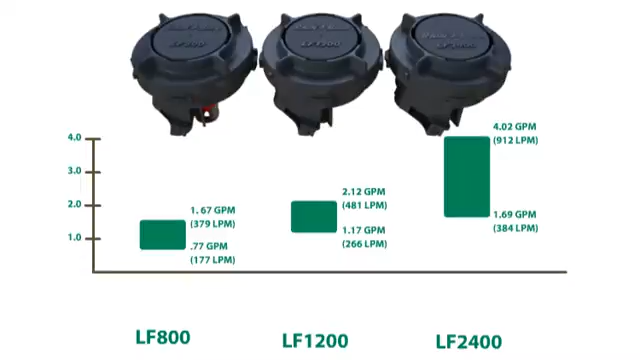 LF800
LF1200
4.02 GPM
(912 LPM)
4.0
3.0
2.0
1.0
1.67 GPM
(379 LPM)
.77 GPM
(177 LPM)
2.12 GPM
(481 LPM)
1.17 GPM
(266 LPM)
1.69 GPM
(384 LPM)
LF800
LF1200
LF2400